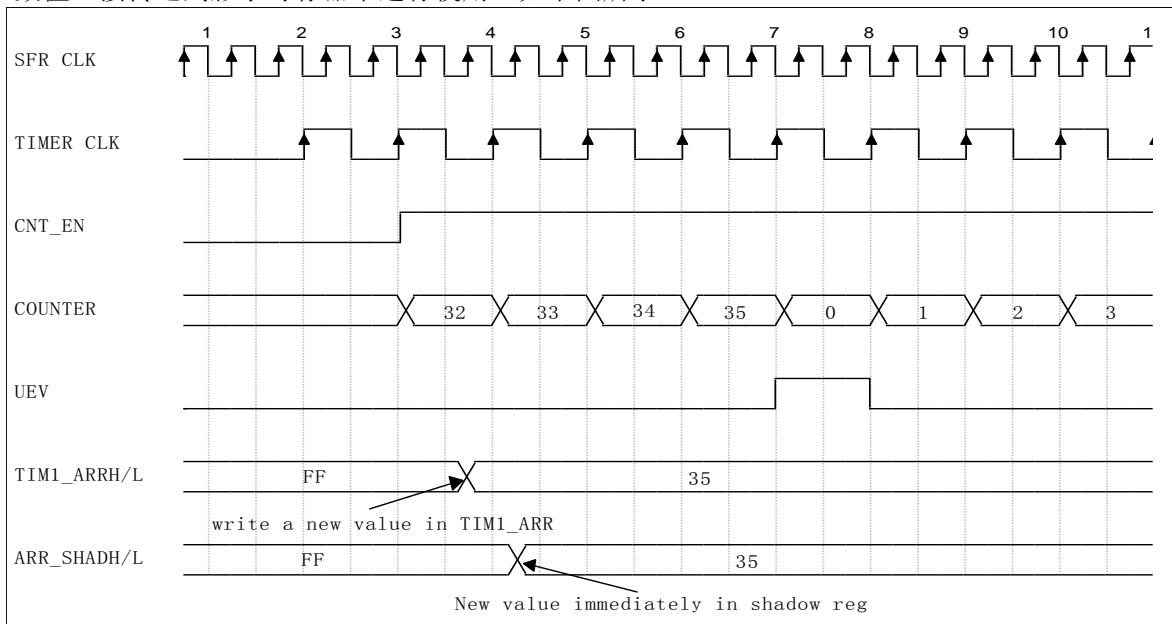 1 2 3 4 5 6 7 8 9 10 1
SFR CLK
TIMER CLK
CNT_EN
COUNTER 32 33 34 35 0 1 2 3
UEV
TIM1_ARRH/L FF 35
write a new value in TIM1_ARR
ARR_SHADH/L FF 35
New value immediately in shadow reg